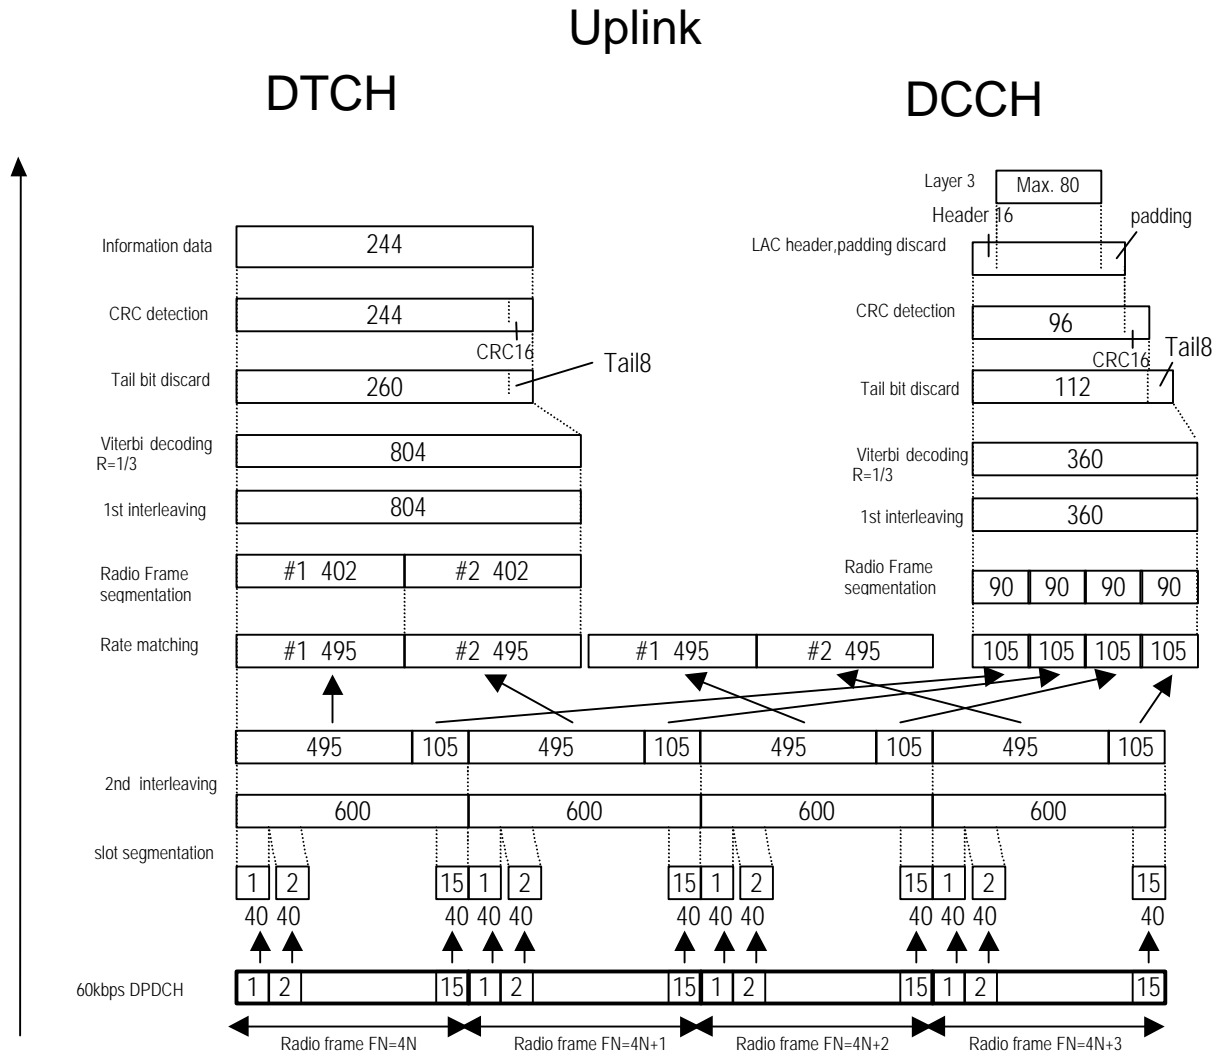 Uplink
DTCH
DCCH
Layer 3
Max. 80
Header 16
padding
Information data
244
LAC header,padding discard
CRC detection
244
CRC16
CRC detection
96
CRC16
Tail8
Tail bit discard
260
Tail8
Tail bit discard
112
Viterbi decoding
R=1/3
804
Viterbi decoding
R=1/3
360
1st interleaving
804
1st interleaving
360
Radio Frame
segmentation
#1 402 #2 402
Radio Frame
segmentation
90 90 90 90
Rate matching
#1 495 #2 495 #1 495 #2 495
105 105 105 105
495 105 495 105 495 105 495 105
2nd interleaving
600 600 600 600
slot segmentation
1 2 15 1 2 15 1 2 15 1 2 15
40 40 40 40 40 40 40 40 40 40 40 40
60kbps DPDCH
1 2 15 1 2 15 1 2 15 1 2 15
Radio frame FN=4N Radio frame FN=4N+1 Radio frame FN=4N+2 Radio frame FN=4N+3